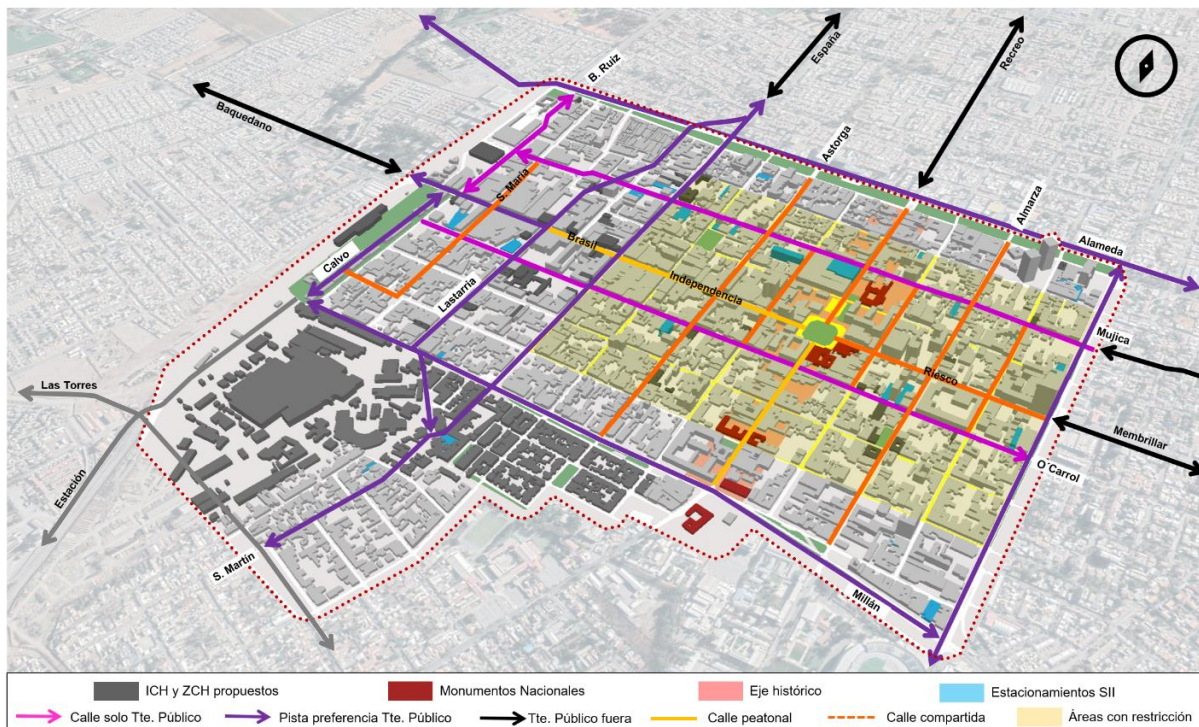 España
Recreo
B. Ruíz
Baquedano
Astorga
S. María
Almarza
Alameda
Calvo
Brasil
Lastarria
Independencia
Mujica
Riesco
Las Torres
Membrillar
O´Carrol
Estación
S. Martín
Millán
ICH y ZCH propuestos
Monumentos Nacionales
Eje histórico
Estacionamientos SII
Calle solo Tte. Público
Pista preferencia Tte. Público
Tte. Público fuera
Calle peatonal
Calle compartida
Áreas con restricción